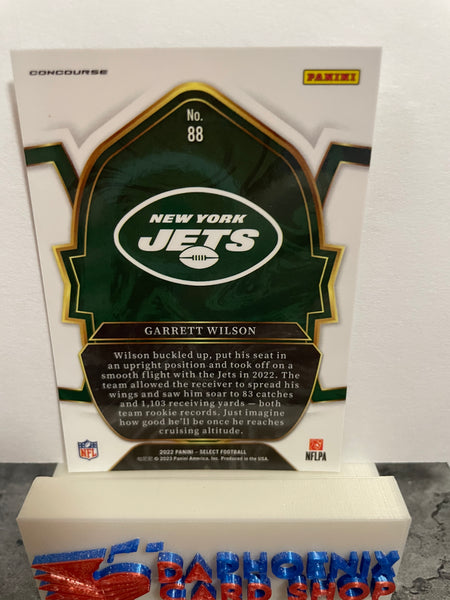 CONCOURSE
PANINI
No.
88
NEW YORK
JETS
GARRETT WILSON
Wilson buckled up, put his seat in
an upright position and took off on a
smooth flight with the Jets in 2022. The
team allowed the receiver to spread his
wings and saw him soar to 83 catches
and 1,103 receiving yards — both
team rookie records. Just imagine
how good he'll be once he reaches
cruising altitude.
NFL
2022 PANINI - SELECT FOOTBALL
© 2023 Panini America, Inc. Produced in the USA.
NFLPA
DAPHOENIX
CARD SHOP